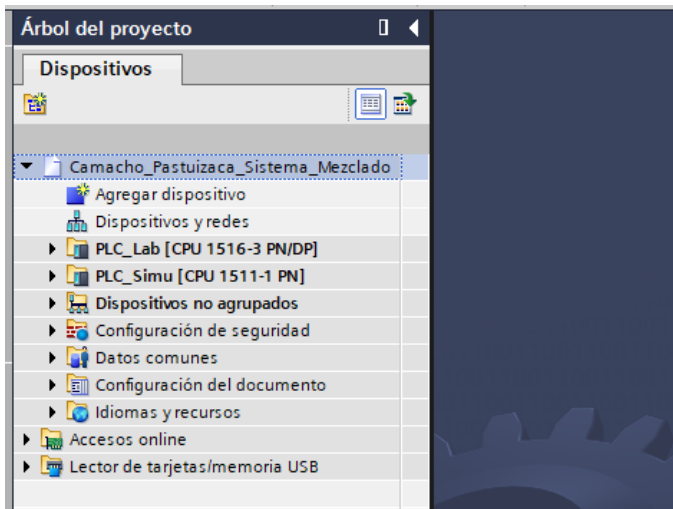 Árbol del proyecto
Dispositivos
Camacho_Pastuizaca_Sistema_Mezclado
Agregar dispositivo
Dispositivos y redes
PLC_Lab [CPU 1516-3 PN/DP]
PLC_Simu [CPU 1511-1 PN]
Dispositivos no agrupados
Configuración de seguridad
Datos comunes
Configuración del documento
Idiomas y recursos
Accesos online
Lector de tarjetas/memoria USB